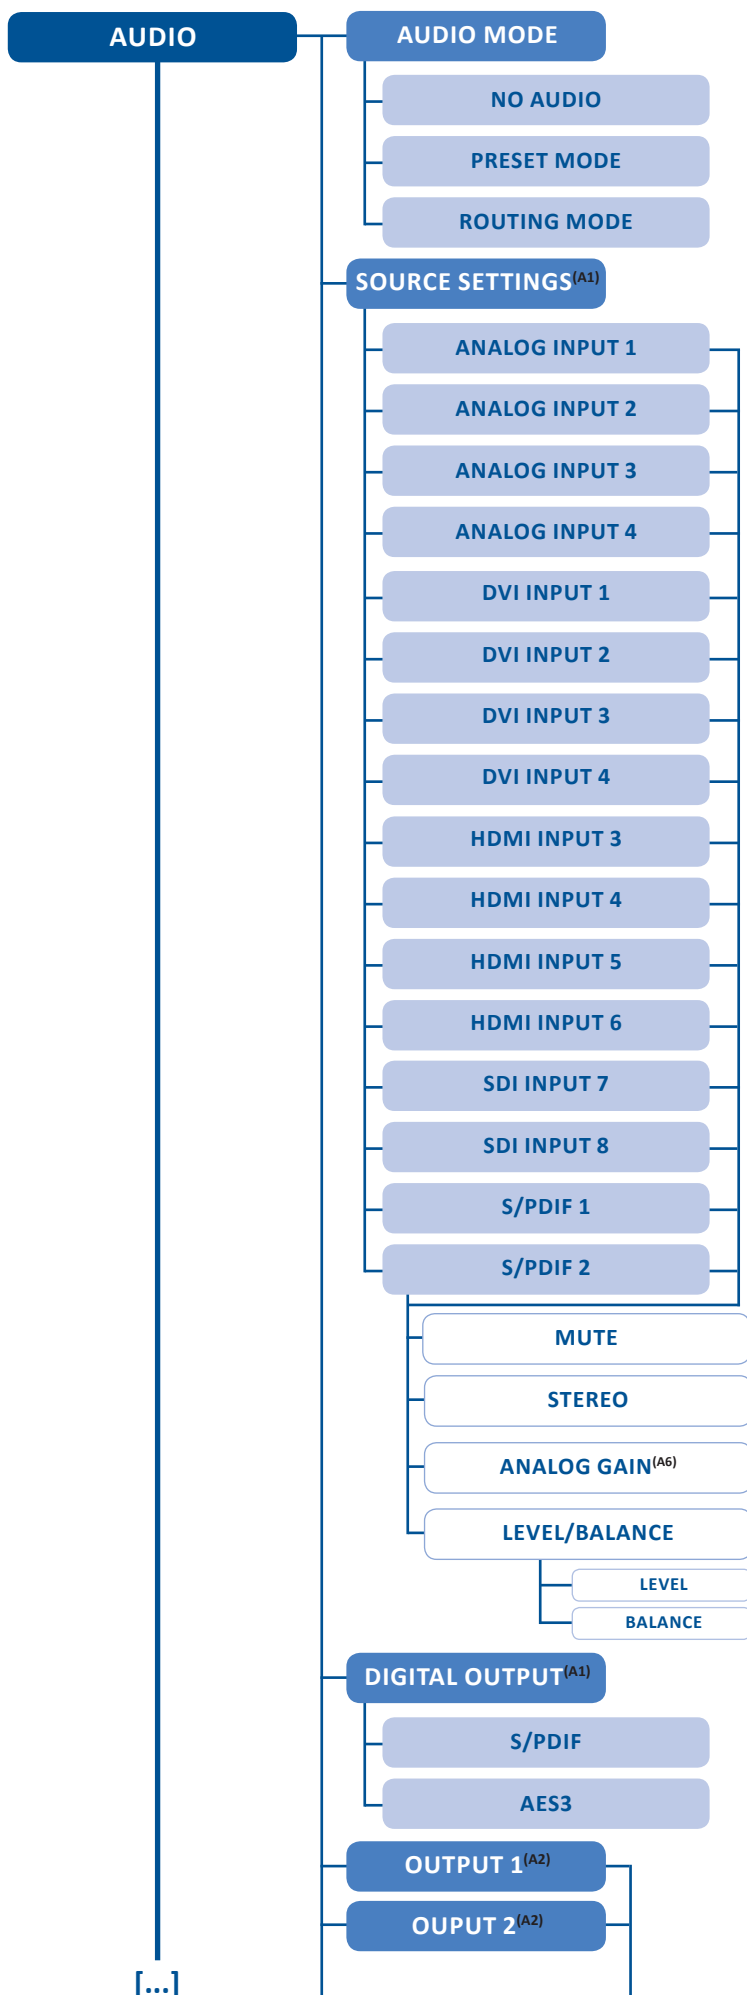 AUDIO
AUDIO MODE
NO AUDIO
PRESET MODE
ROUTING MODE
SOURCE SETTINGS(A1)
ANALOG INPUT 1
ANALOG INPUT 2
ANALOG INPUT 3
ANALOG INPUT 4
DVI INPUT 1
DVI INPUT 2
DVI INPUT 3
DVI INPUT 4
HDMI INPUT 3
HDMI INPUT 4
HDMI INPUT 5
HDMI INPUT 6
SDI INPUT 7
SDI INPUT 8
S/PDIF 1
S/PDIF 2
MUTE
STEREO
ANALOG GAIN(A6)
LEVEL/BALANCE
LEVEL
BALANCE
DIGITAL OUTPUT(A1)
S/PDIF
AES3
OUTPUT 1(A2)
OUPUT 2(A2)
[...]